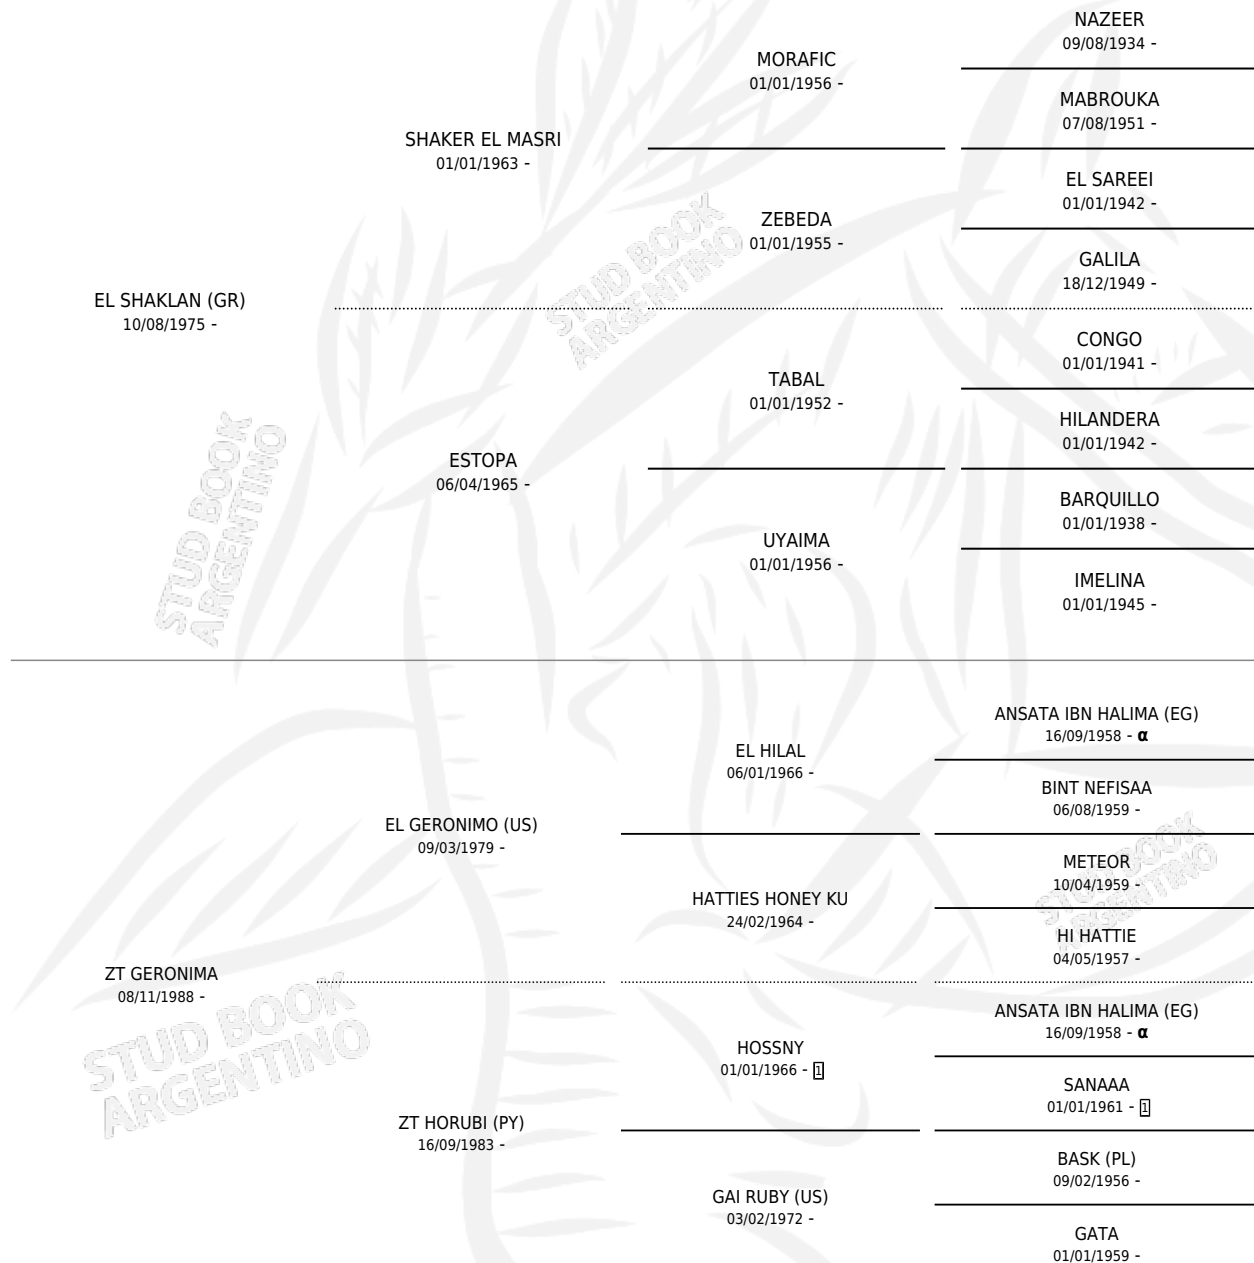 NAZEER
09/08/1934 -
MORAFIC
01/01/1956 -
MABROUKA
07/08/1951 -
SHAKER EL MASRI
01/01/1963 -
EL SAREEI
01/01/1942 -
ZEBEDA
01/01/1955 -
GALILA
18/12/1949 -
EL SHAKLAN (GR)
10/08/1975 -
CONGO
01/01/1941 -
TABAL
01/01/1952 -
HILANDERA
01/01/1942 -
ESTOPA
06/04/1965 -
BARQUILLO
01/01/1938 -
UYAIMA
01/01/1956 -
IMELINA
01/01/1945 -
STUD BOOK
ARGENTINO
STUD BOOK
ARGENTINO
ANSATA IBN HALIMA (EG)
16/09/1958 - α
EL HILAL
06/01/1966 -
BINT NEFISAA
06/08/1959 -
EL GERONIMO (US)
09/03/1979 -
METEOR
10/04/1959 -
HATTIES HONEY KU
24/02/1964 -
HI HATTIE
04/05/1957 -
ZT GERONIMA
08/11/1988 -
ANSATA IBN HALIMA (EG)
16/09/1958 - α
HOSSNY
01/01/1966 - 1
SANAAA
01/01/1961 - 1
ZT HORUBI (PY)
16/09/1983 -
BASK (PL)
09/02/1956 -
GAI RUBY (US)
03/02/1972 -
GATA
01/01/1959 -
STUD BOOK
ARGENTINO
STUD BOOK
ARGENTINO